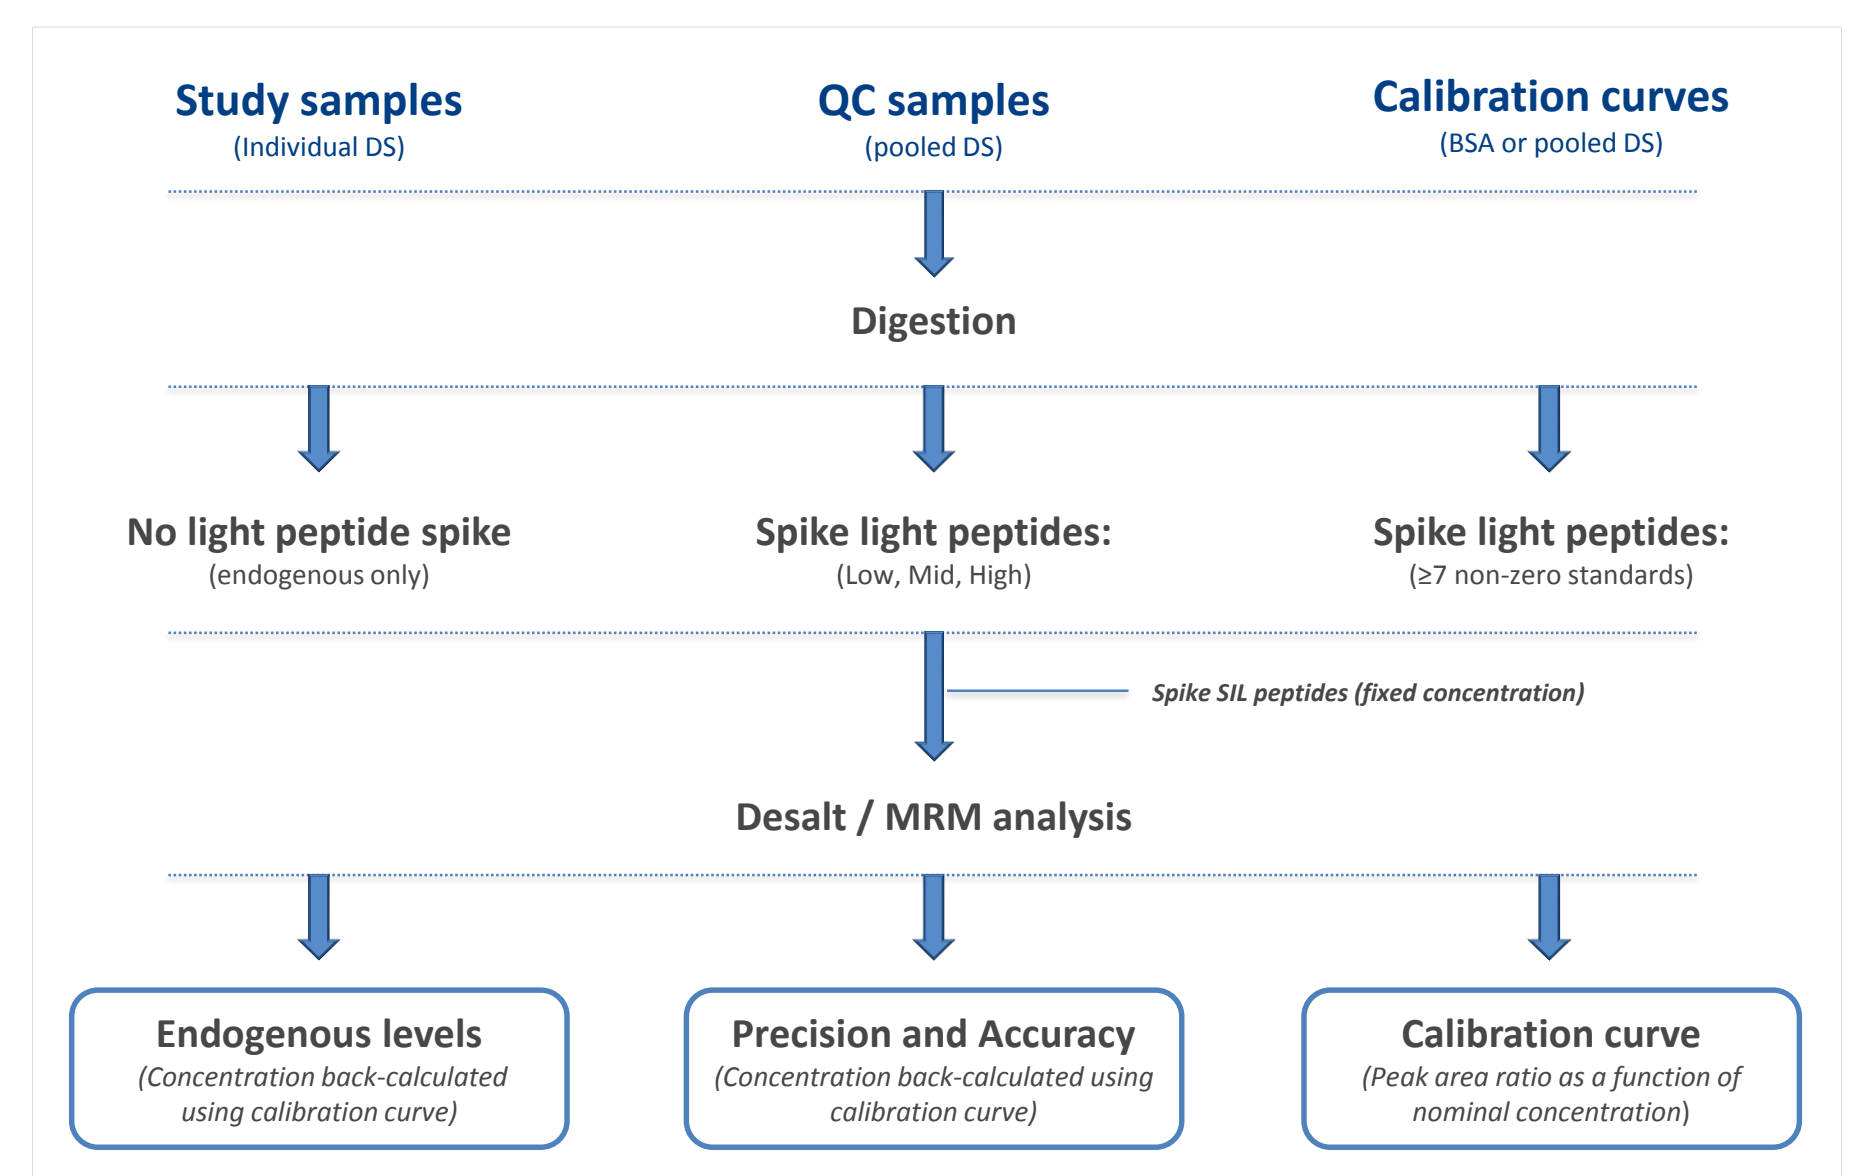 Study samples
(Individual DS)
QC samples
(pooled DS)
Calibration curves
(BSA or pooled DS)
Digestion
No light peptide spike
(endogenous only)
Spike light peptides:
(Low, Mid, High)
Spike light peptides:
(≥7 non-zero standards)
Spike SIL peptides (fixed concentration)
Desalt / MRM analysis
Endogenous levels
(Concentration back-calculated
using calibration curve)
Precision and Accuracy
(Concentration back-calculated using
calibration curve)
Calibration curve
(Peak area ratio as a function of
nominal concentration)